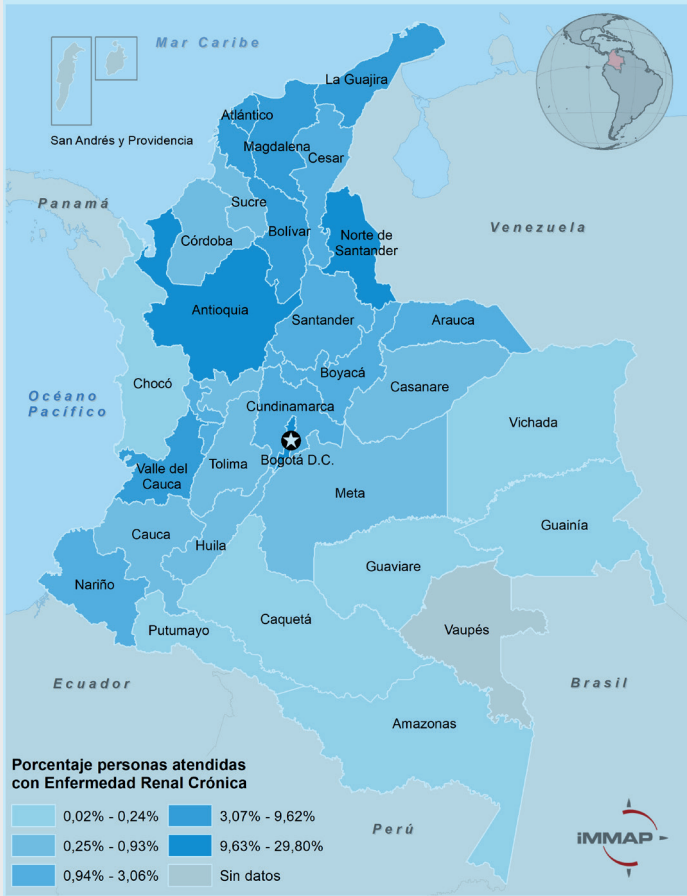 Mar Caribe
La Guajira
Atlántico
San Andrés y Providencia
Magdalena
Cesar
Panamá
Sucre
Venezuela
Bolívar
Norte de
Santander
Córdoba
Antioquia
Santander
Arauca
Boyacá
Chocó
Casanare
Océano
Pacífico
Cundinamarca
Vichada
Bogotá D.C.
Tolima
Valle del
Cauca
Meta
Guainía
Cauca
Huila
Guaviare
Nariño
Caquetá
Putumayo
Vaupés
Ecuador
Brasil
Amazonas
Porcentaje personas atendidas
con Enfermedad Renal Crónica
0,02% - 0,24%
3,07% - 9,62%
0,25% - 0,93%
9,63% - 29,80%
0,94% - 3,06%
Sin datos
Perú
iMMAP